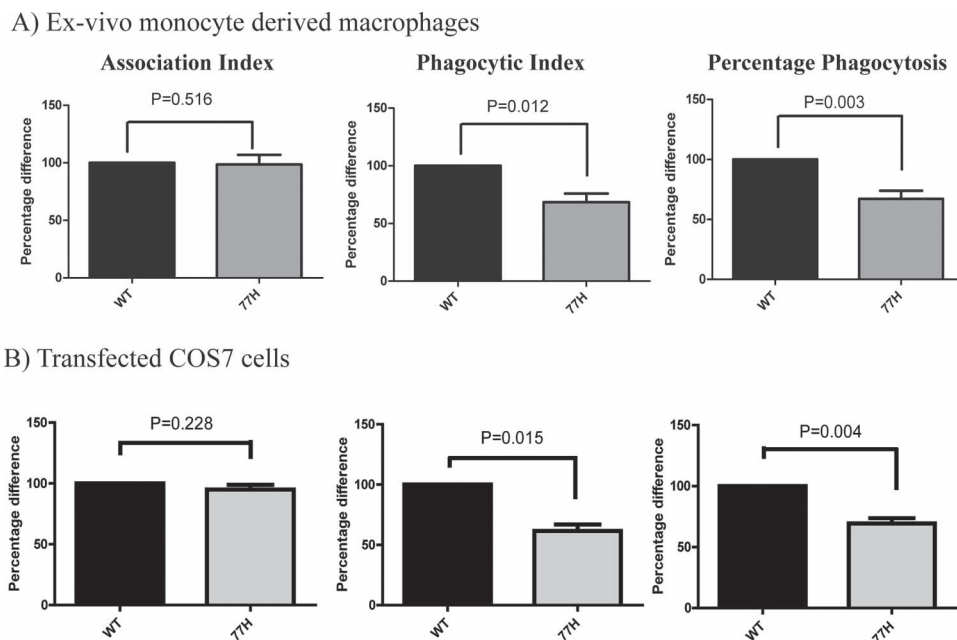 A) Ex-vivo monocyte derived macrophages
Association Index
Phagocytic Index
Percentage Phagocytosis
P=0.516
P=0.012
P=0.003
Percentage difference
150
100
50
0
WT
77H
Percentage difference
150
100
50
0
WT
77H
Percentage difference
150
100
50
0
WT
77H
B) Transfected COS7 cells
P=0.228
P=0.015
P=0.004
Percentage difference
150
100
50
0
WT
77H
Percentage difference
150
100
50
0
WT
77H
Percentage difference
150
100
50
0
WT
77H